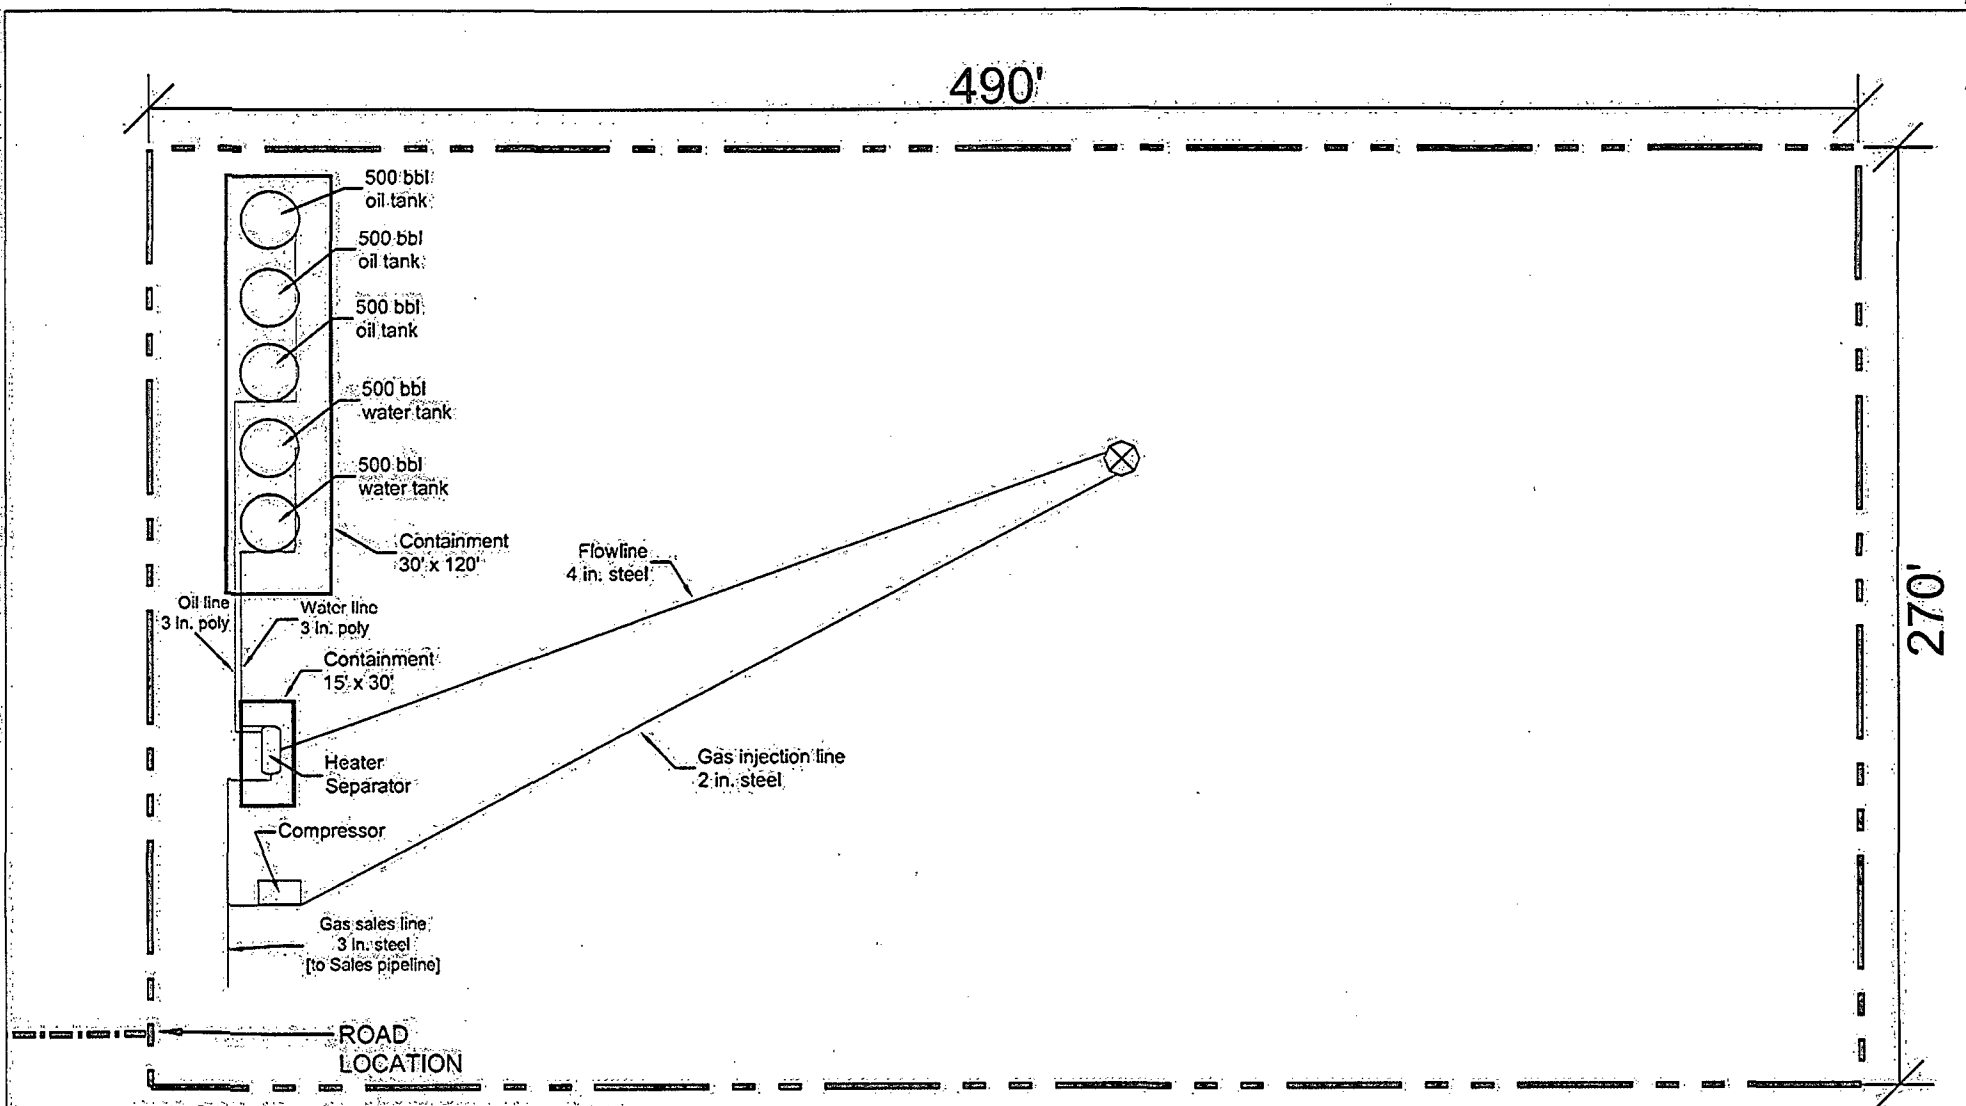 490'
500 bbl
oil tank
500 bbl
oil tank
500 bbl
oil tank
500 bbl
water tank
500 bbl
water tank
Containment
30' x 120'
Flowline
4 in. steel
270'
Oil line
3 in. poly
Water line
3 in. poly
Containment
15' x 30'
Heater
Separator
Gas injection line
2 in. steel
Compressor
Gas sales line
3 in. steel
[to Sales pipeline]
ROAD
LOCATION